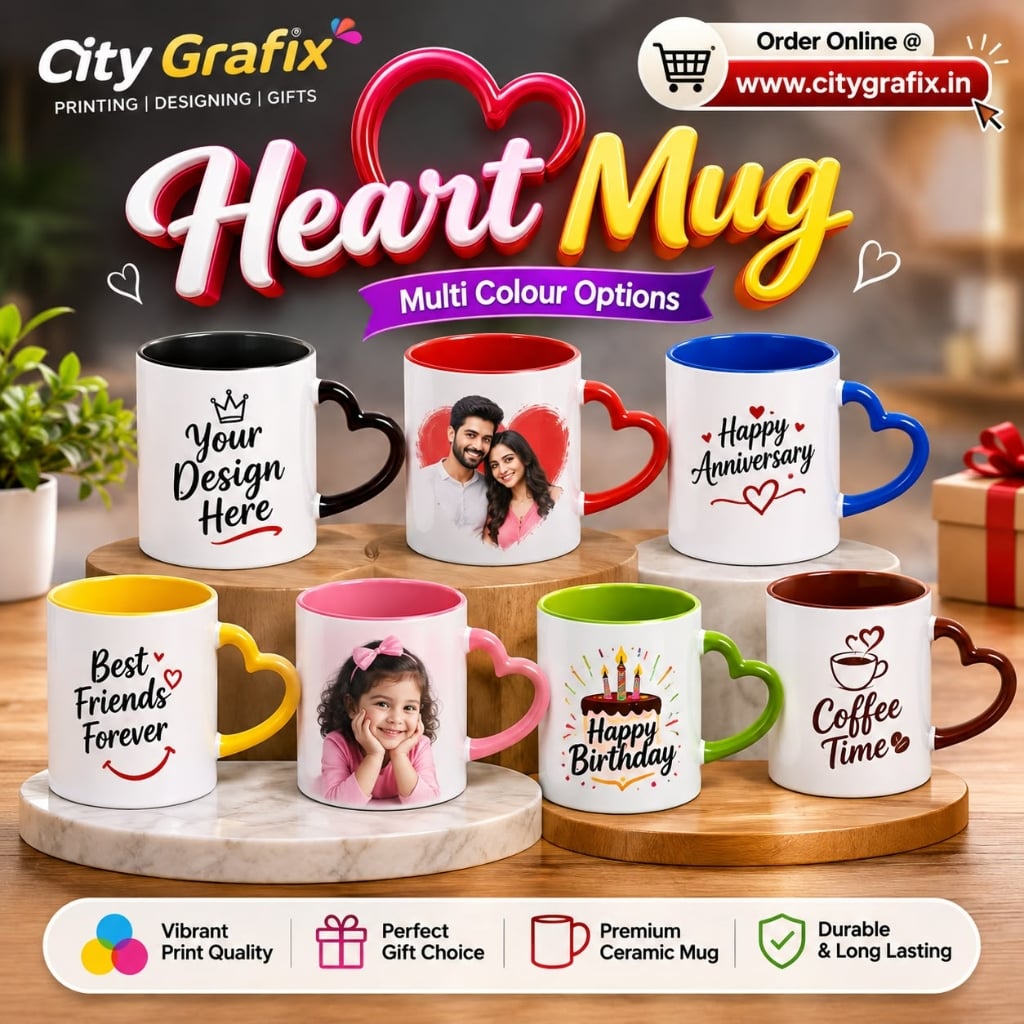 City Grafix®
PRINTING | DESIGNING | GIFTS
Order Online @
www.citygrafix.in
Heart Mug
Multi Colour Options
Your
Design
Here
Happy
Anniversary
Best
Friends
Forever
Happy
Birthday
Coffee
Time
Vibrant
Print Quality
Perfect
Gift Choice
Premium
Ceramic Mug
Durable
& Long Lasting